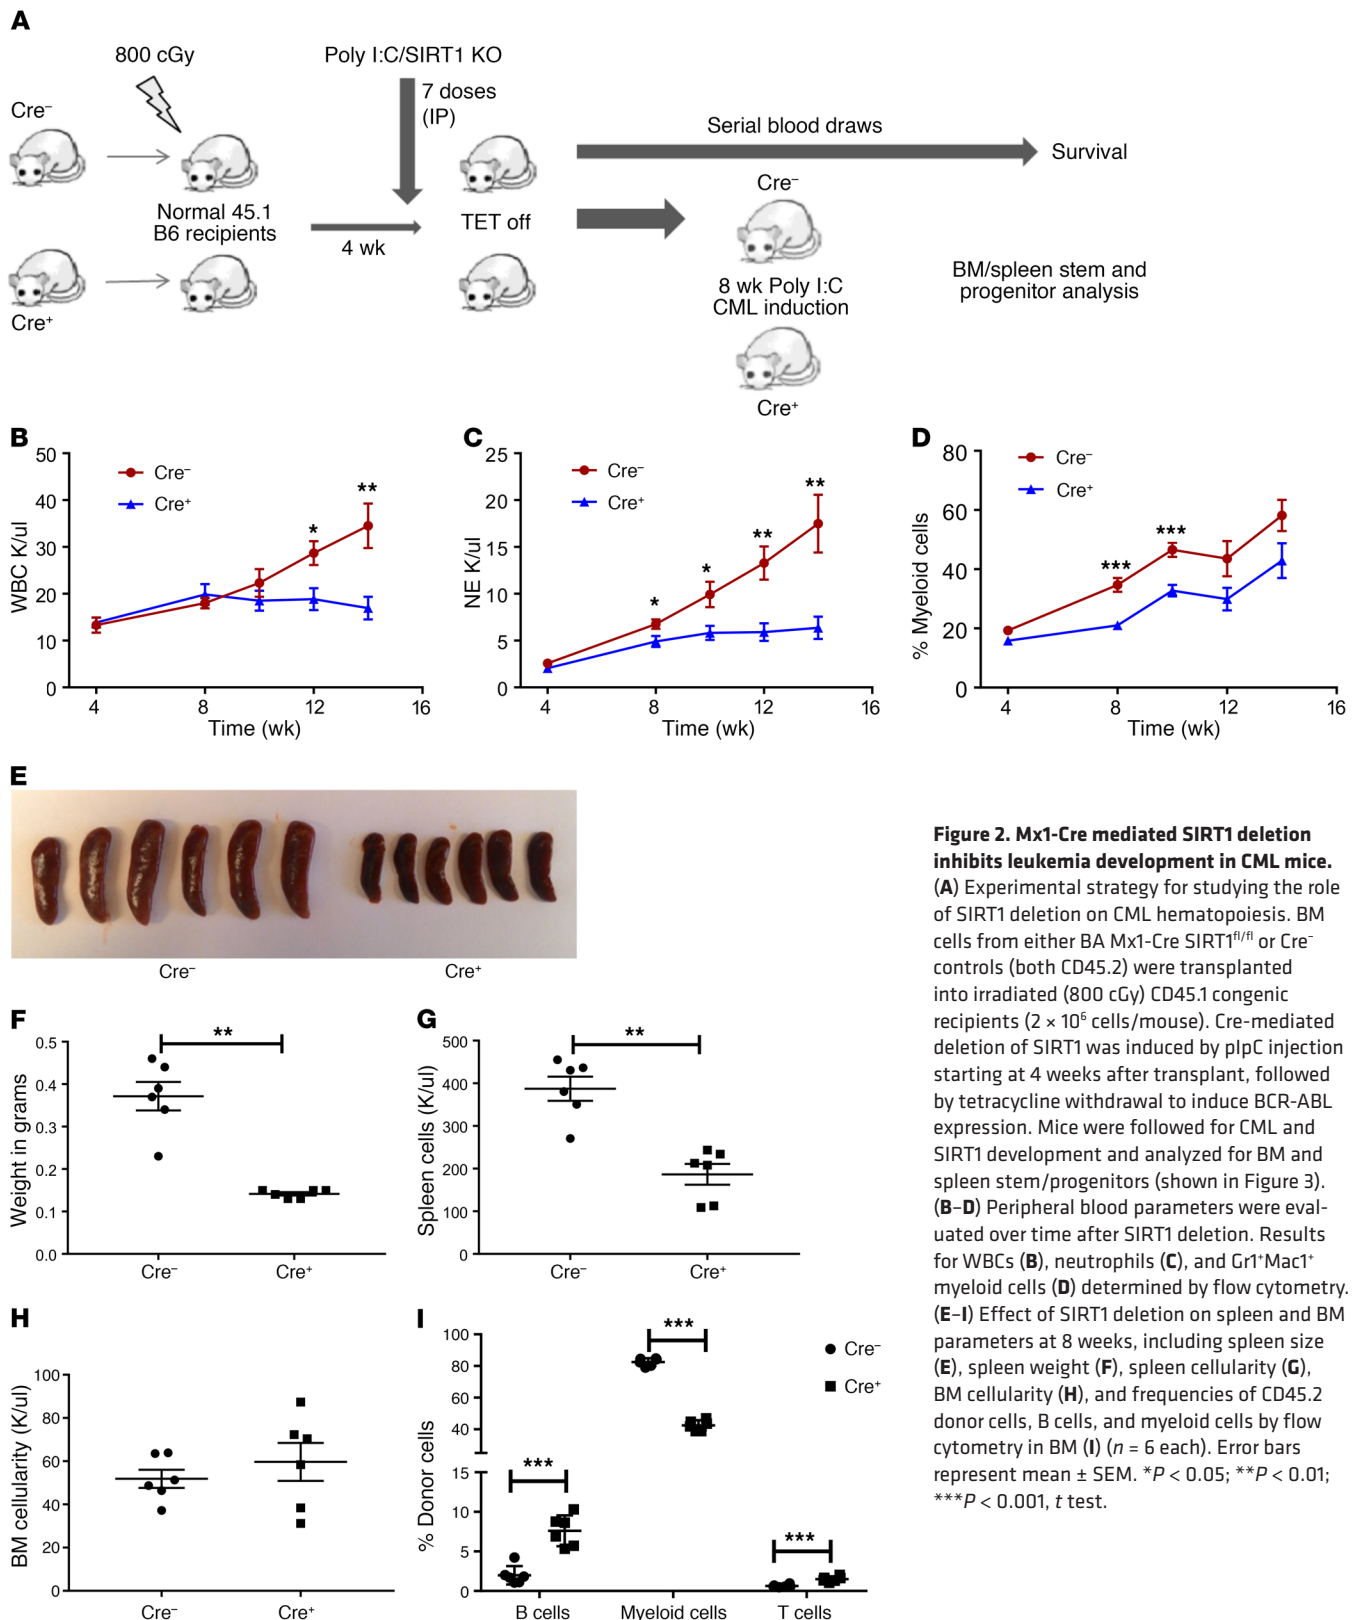 A
800 cGy
Poly I:C/SIRT1 KO
7 doses
(IP)
Cre⁻
Serial blood draws
Survival
Normal 45.1
B6 recipients
4 wk
TET off
Cre⁻
8 wk Poly I:C
CML induction
BM/spleen stem and
progenitor analysis
Cre⁺
Cre⁺
B
50
40
30
20
10
0
WBC K/ul
Cre⁻
Cre⁺
*
**
4
8
12
16
Time (wk)
C
25
20
15
10
5
0
NE K/ul
Cre⁻
Cre⁺
*
*
**
**
4
8
12
16
Time (wk)
D
80
60
40
20
0
% Myeloid cells
Cre⁻
Cre⁺
***
***
4
8
12
16
Time (wk)
E
Cre⁻
Cre⁺
F
0.5
0.4
0.3
0.2
0.1
0.0
Weight in grams
**
Cre⁻
Cre⁺
G
500
400
300
200
100
0
Spleen cells (K/ul)
**
Cre⁻
Cre⁺
H
100
80
60
40
20
0
BM cellularity (K/ul)
Cre⁻
Cre⁺
I
100
80
60
40
15
10
5
0
% Donor cells
***
***
***
Cre⁻
Cre⁺
B cells
Myeloid cells
T cells
Figure 2. Mx1-Cre mediated SIRT1 deletion
inhibits leukemia development in CML mice.
(A) Experimental strategy for studying the role
of SIRT1 deletion on CML hematopoiesis. BM
cells from either BA Mx1-Cre SIRT1ᶠˡ/ᶠˡ or Cre⁻
controls (both CD45.2) were transplanted
into irradiated (800 cGy) CD45.1 congenic
recipients (2 × 10⁶ cells/mouse). Cre-mediated
deletion of SIRT1 was induced by pIpC injection
starting at 4 weeks after transplant, followed
by tetracycline withdrawal to induce BCR-ABL
expression. Mice were followed for CML and
SIRT1 development and analyzed for BM and
spleen stem/progenitors (shown in Figure 3).
(B–D) Peripheral blood parameters were eval-
uated over time after SIRT1 deletion. Results
for WBCs (B), neutrophils (C), and Gr1⁺Mac1⁺
myeloid cells (D) determined by flow cytometry.
(E–I) Effect of SIRT1 deletion on spleen and BM
parameters at 8 weeks, including spleen size
(E), spleen weight (F), spleen cellularity (G),
BM cellularity (H), and frequencies of CD45.2
donor cells, B cells, and myeloid cells by flow
cytometry in BM (I) (n = 6 each). Error bars
represent mean ± SEM. *P < 0.05; **P < 0.01;
***P < 0.001, t test.